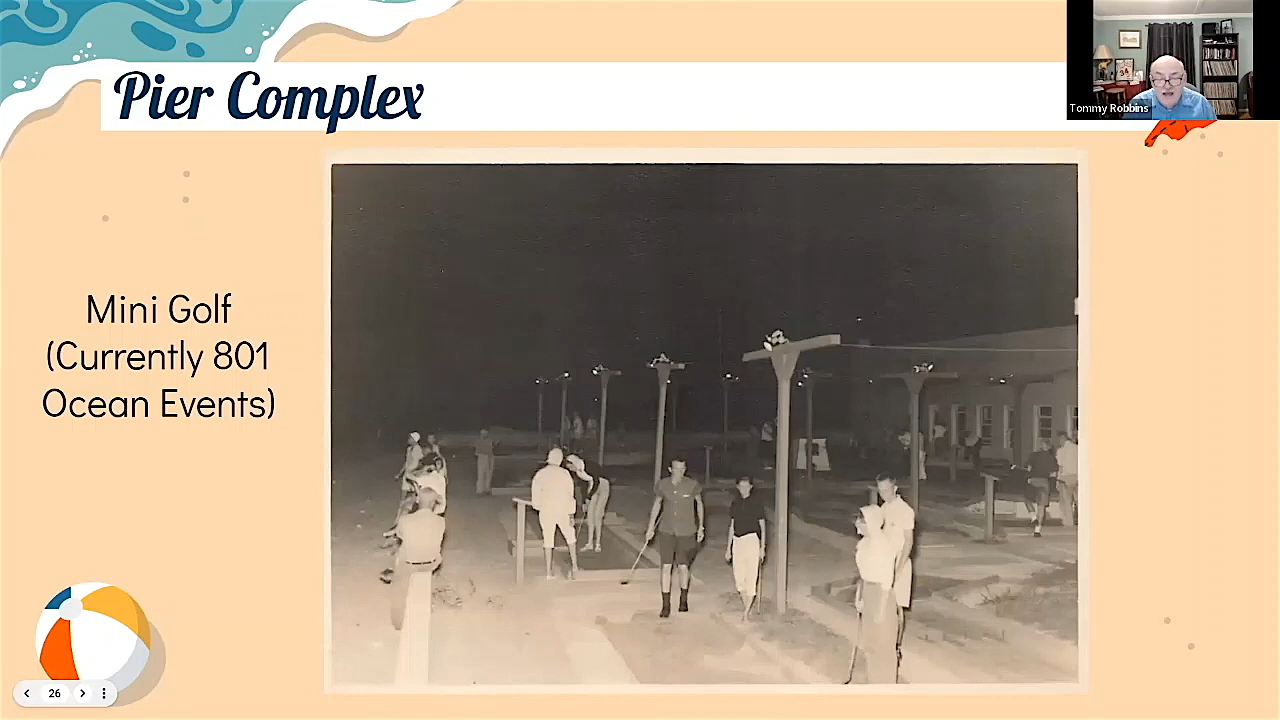 Pier Complex
Tommy Robbins
Mini Golf
(Currently 801
Ocean Events)
26